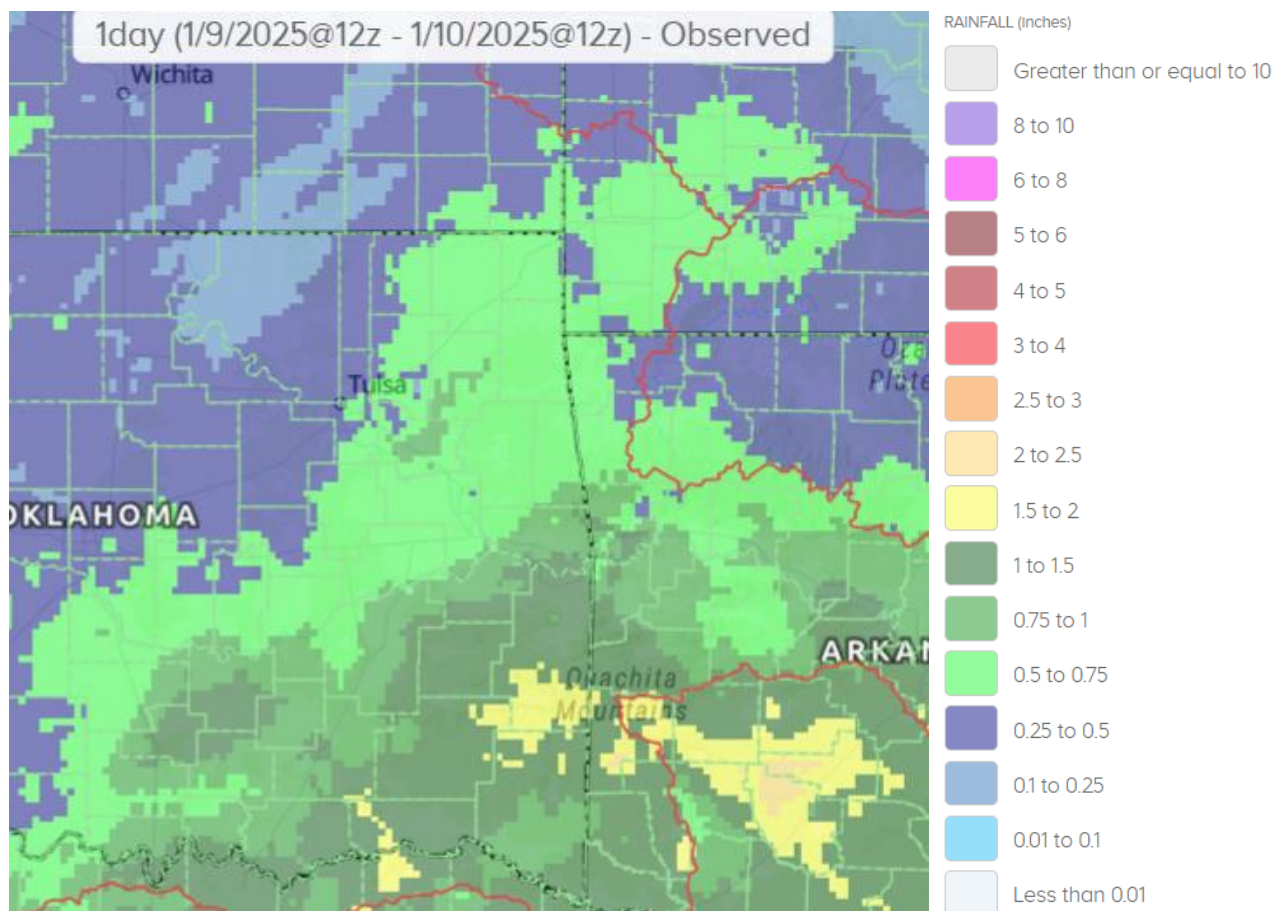 1day (1/9/2025@12z - 1/10/2025@12z) - Observed
Wichita
Tulsa
OKLAHOMA
Ouachita
Mountains
ARKAN
Oza
Plate
RAINFALL (inches)
Greater than or equal to 10
8 to 10
6 to 8
5 to 6
4 to 5
3 to 4
2.5 to 3
2 to 2.5
1.5 to 2
1 to 1.5
0.75 to 1
0.5 to 0.75
0.25 to 0.5
0.1 to 0.25
0.01 to 0.1
Less than 0.01